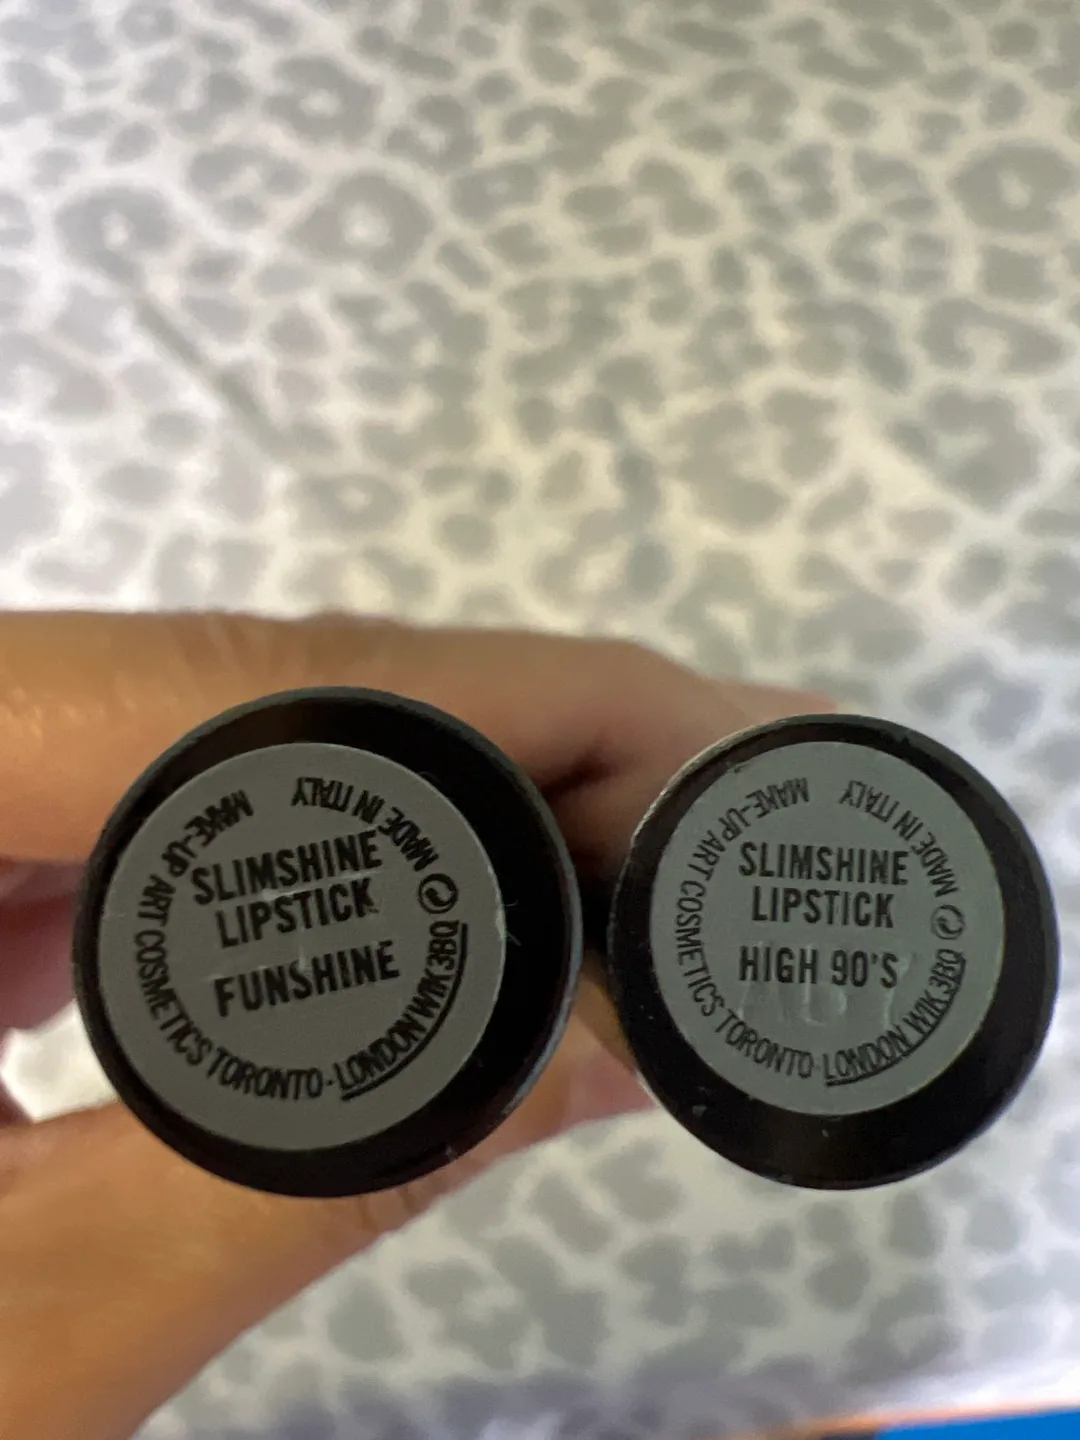 SLIMSHINE
LIPSTICK
FUNSHINE
MAKE-UP ART COSMETICS TORONTO · LONDON W1K 3BQ MADE IN ITALY
SLIMSHINE
LIPSTICK
HIGH 90'S
MAKE-UP ART COSMETICS TORONTO · LONDON W1K 3BQ MADE IN ITALY